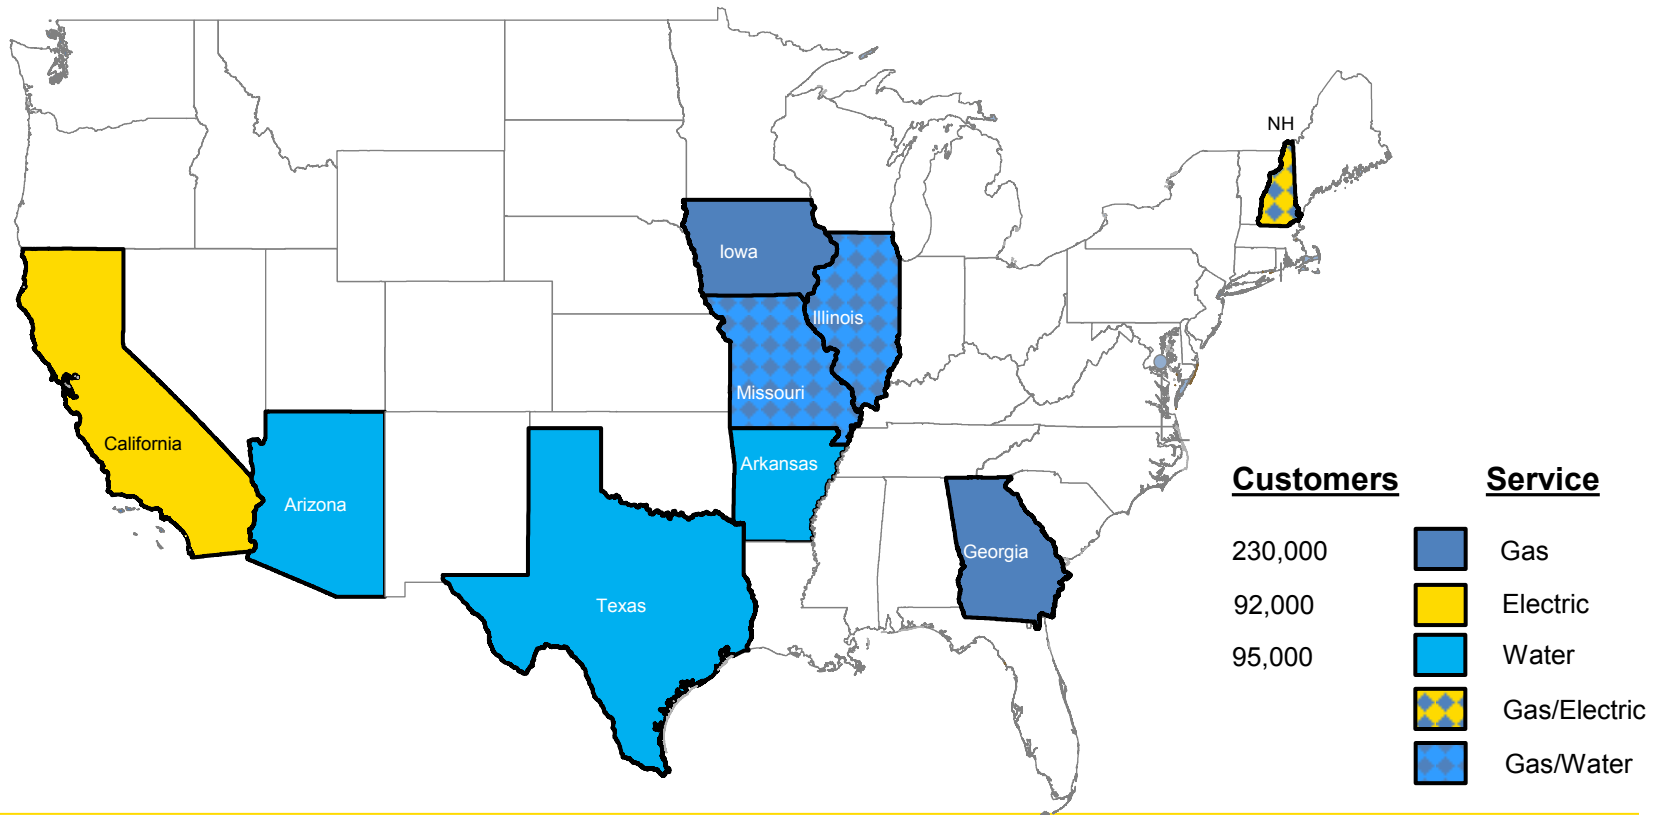 NH
Iowa
Illinois
Missouri
California
Arkansas
Arizona
Georgia
Texas
Customers Service
230,000 Gas
92,000 Electric
95,000 Water
Gas/Electric
Gas/Water